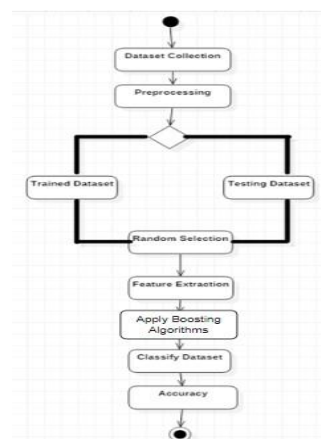 Dataset Collection
Preprocessing
Trained Dataset
Testing Dataset
Random Selection
Feature Extraction
Apply Boosting
Algorithms
Classify Dataset
Accuracy